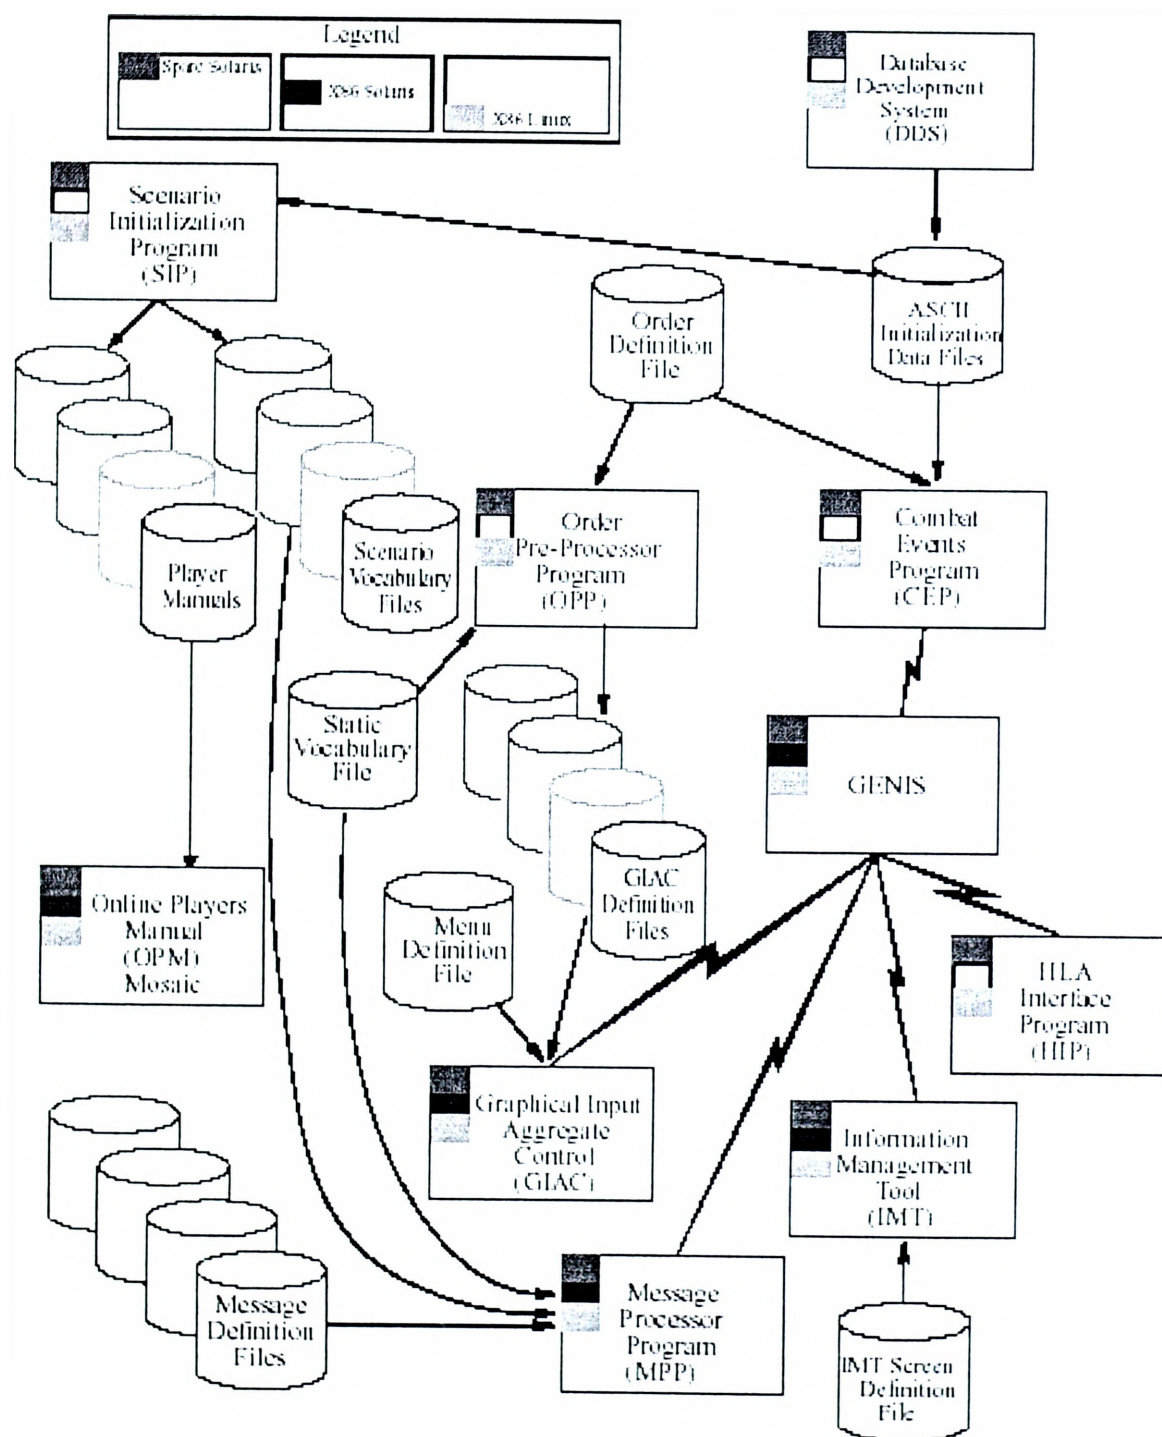 Legend
Sparc Solaris
X86 Solaris
X86 Linux
Database
Development
System
(DDS)
Scenario
Initialization
Program
(SIP)
Order
Definition
File
ASCII
Initialization
Data Files
Player
Manuals
Scenario
Vocabulary
Files
Order
Pre-Processor
Program
(OPP)
Combat
Events
Program
(CEP)
Static
Vocabulary
File
GENIS
Online Players
Manual
(OPM)
Mosaic
Menu
Definition
File
GIAC
Definition
Files
HLA
Interface
Program
(HIP)
Graphical Input
Aggregate
Control
(GIAC)
Information
Management
Tool
(IMT)
Message
Definition
Files
Message
Processor
Program
(MPP)
IMT Screen
Definition
File